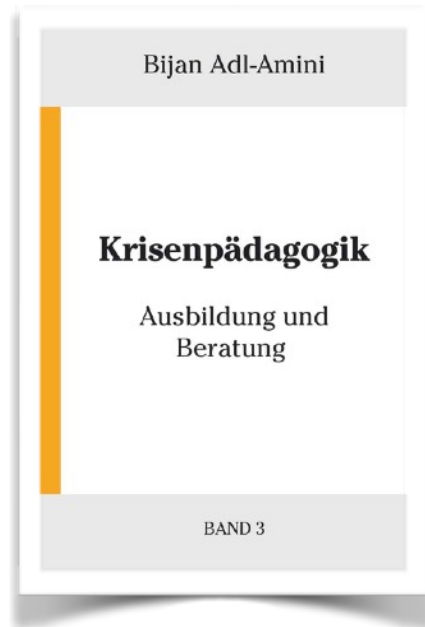 Bijan Adl-Amini
Krisenpädagogik
Ausbildung und
Beratung
BAND 3